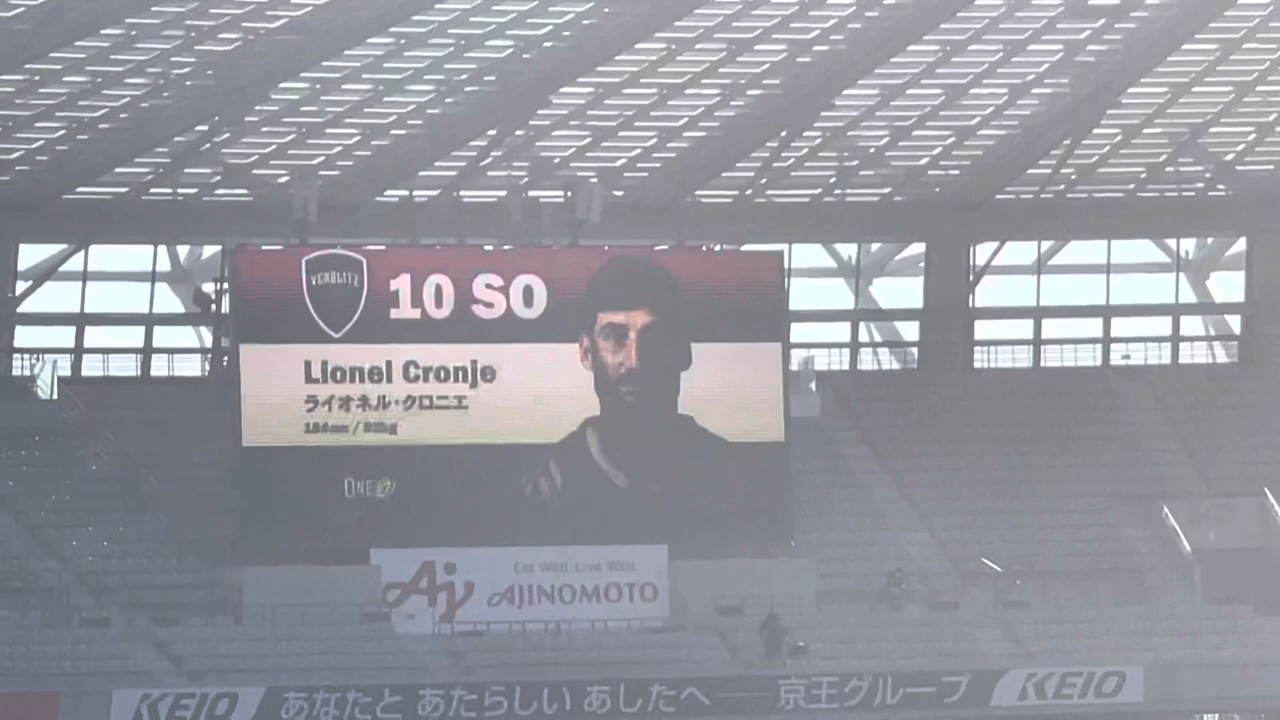 VERBLITZ
10 SO
Lionel Cronje
ライオネル・クロニエ
ONE
Eat Well, Live Well.
Aj
AJINOMOTO
KEIO あなたと あたらしい あしたへ 京王グループ KEIO